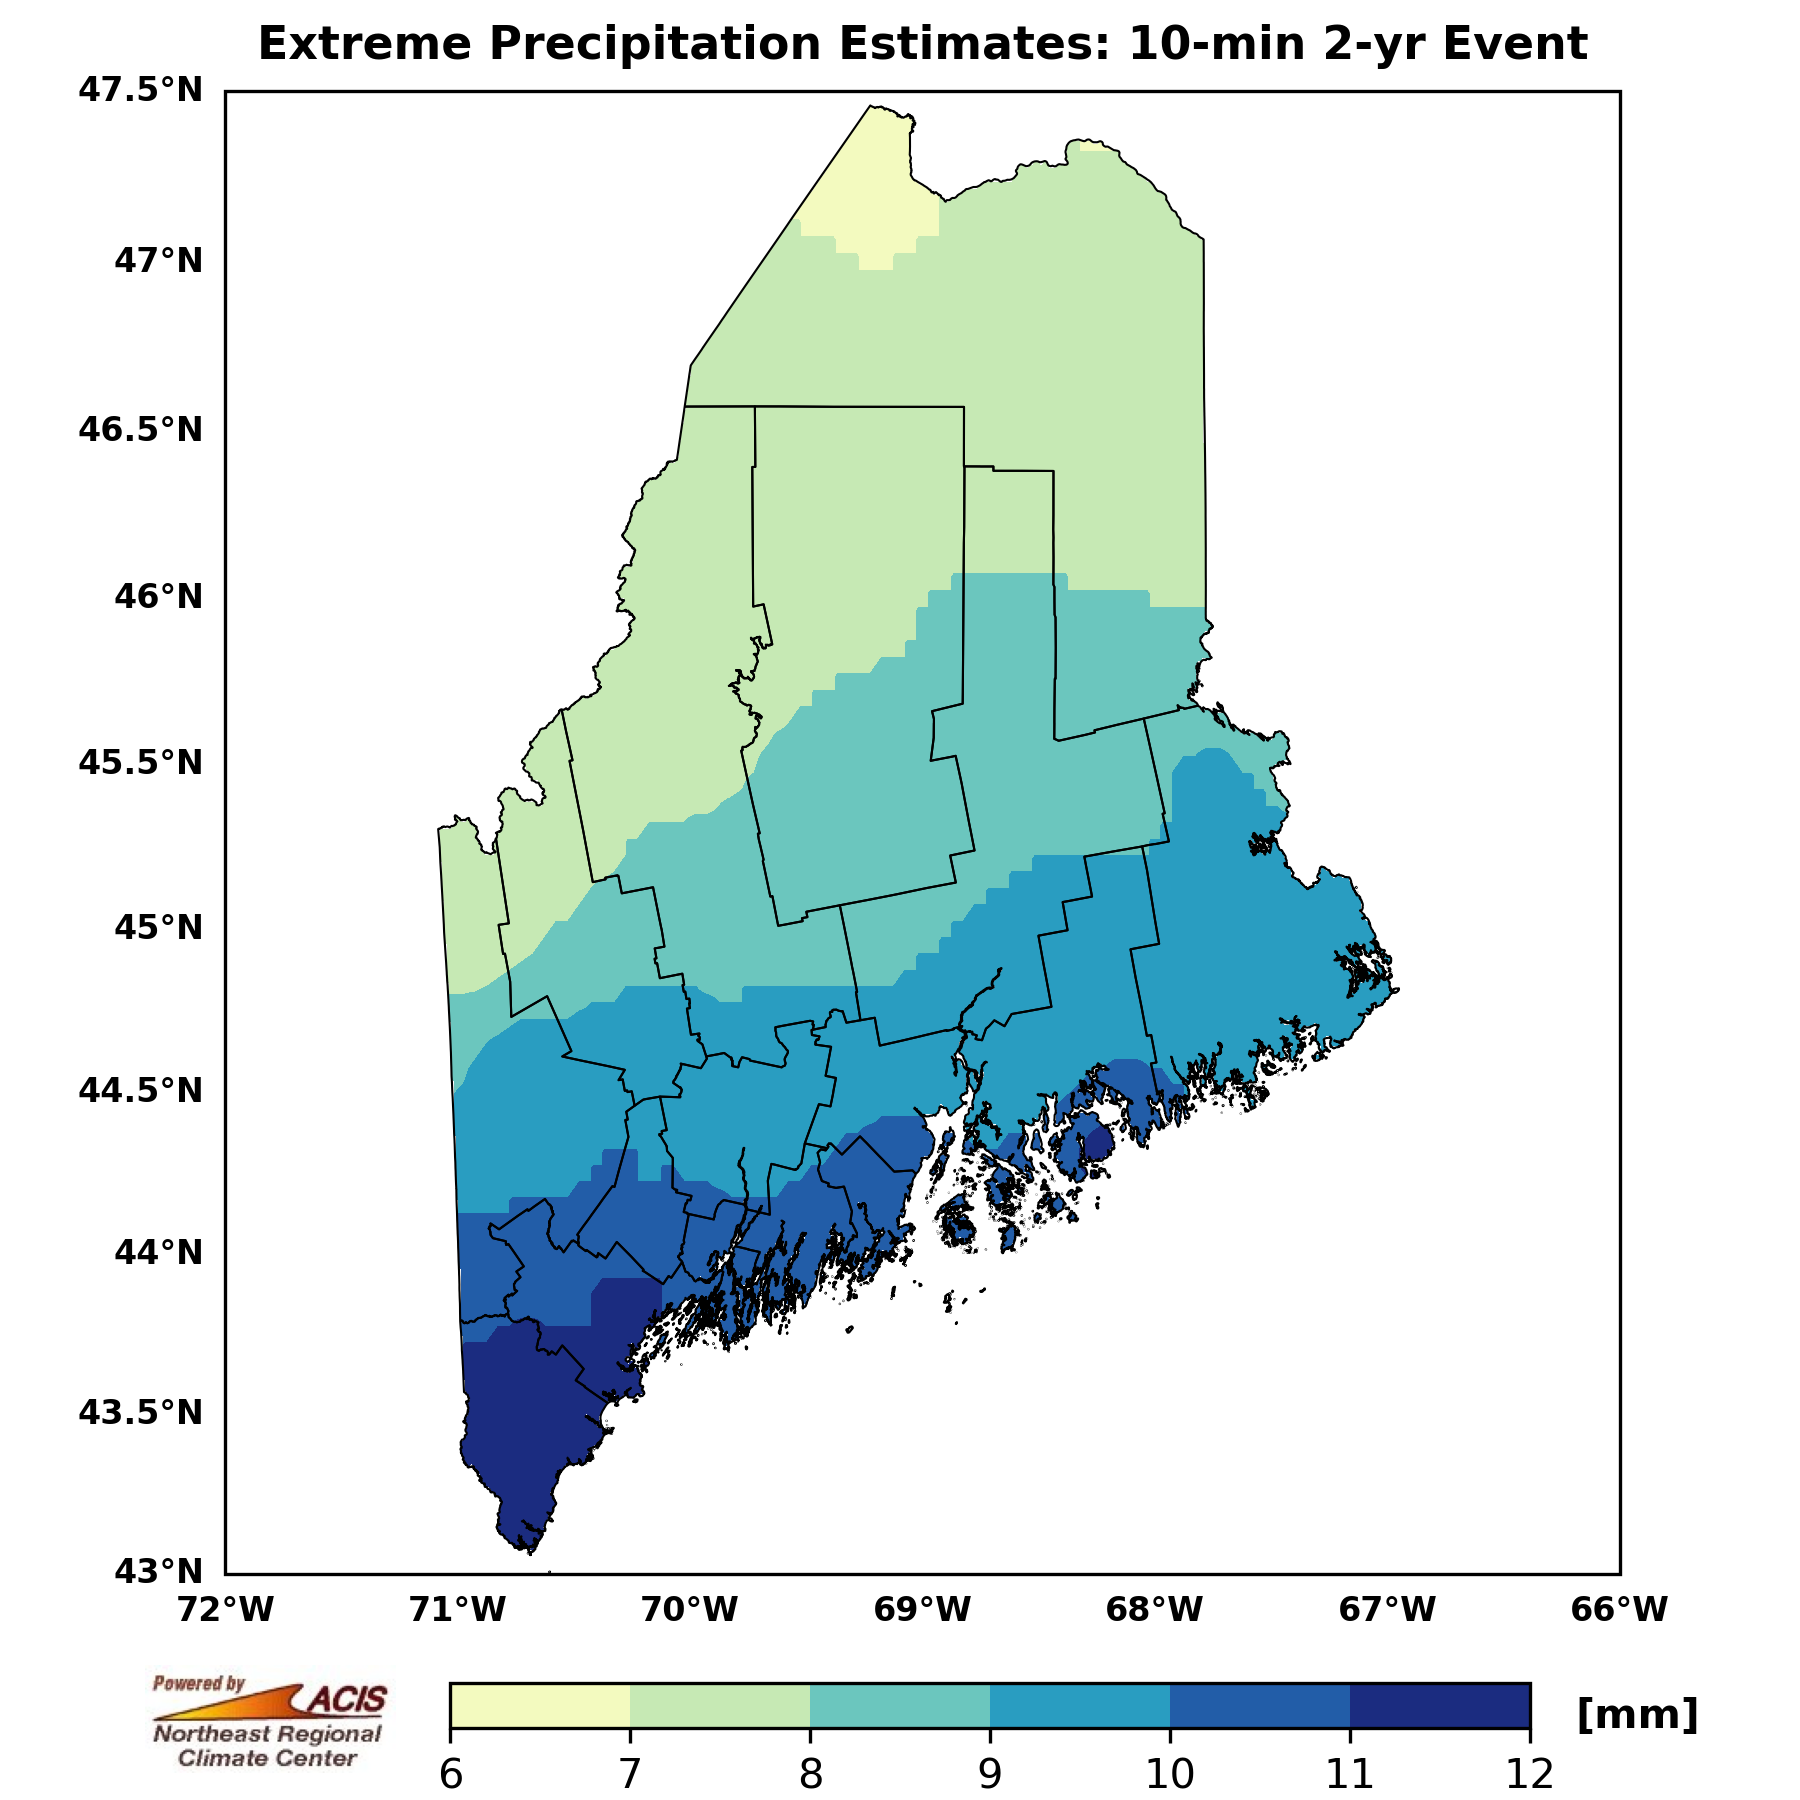 Extreme Precipitation Estimates: 10-min 2-yr Event
47.5°N
47°N
46.5°N
46°N
45.5°N
45°N
44.5°N
44°N
43.5°N
43°N
72°W 71°W 70°W 69°W 68°W 67°W 66°W
Powered by
ACIS
Northeast Regional
Climate Center
[mm]
6 7 8 9 10 11 12